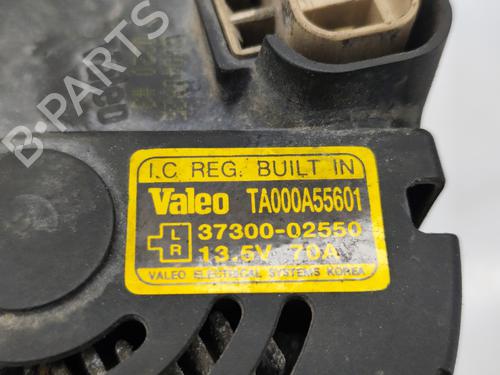 B-PARTS
I.C. REG. BUILT IN
Valeo TA000A55601
L
R
37300-02550
13.5V 70A
VALEO ELECTRICAL SYSTEMS KOREA